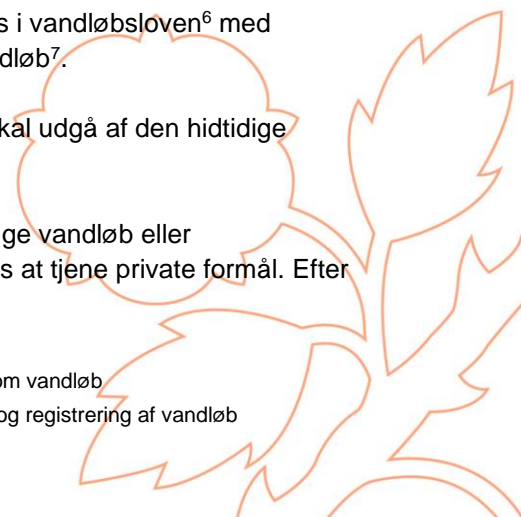 s i vandløbsloven⁶ med
dløb⁷.
kal udgå af den hidtidige
ge vandløb eller
s at tjene private formål. Efter
om vandløb
og registrering af vandløb